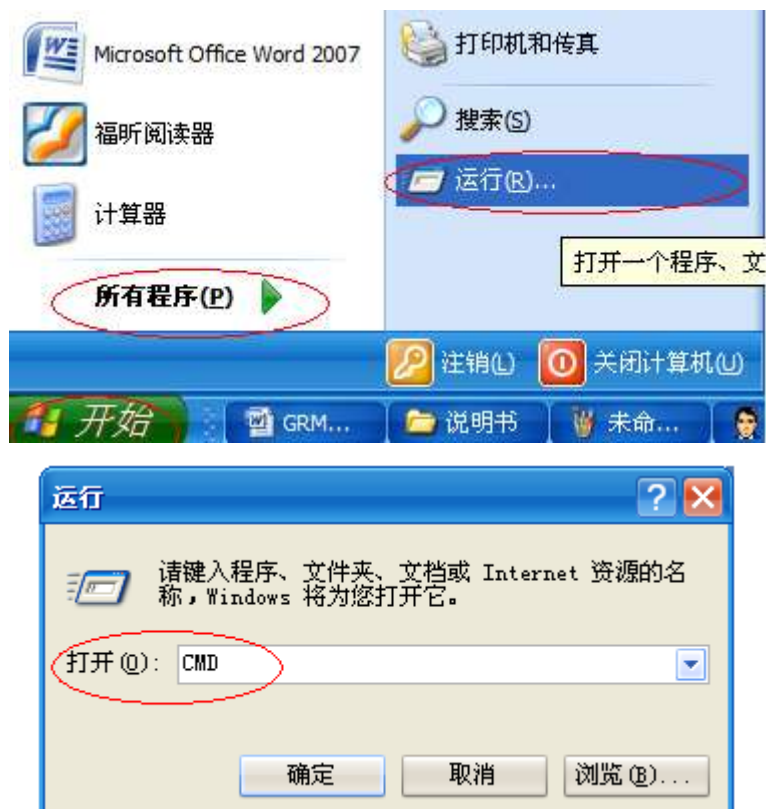 Microsoft Office Word 2007
打印机和传真
福昕阅读器
搜索(S)
运行(R)...
计算器
打开一个程序、文
所有程序(P)
注销(L)
关闭计算机(U)
开始
GRM...
说明书
未命...
运行
请键入程序、文件夹、文档或 Internet 资源的名
称,Windows 将为您打开它。
打开(O): CMD
确定
取消
浏览(B)...